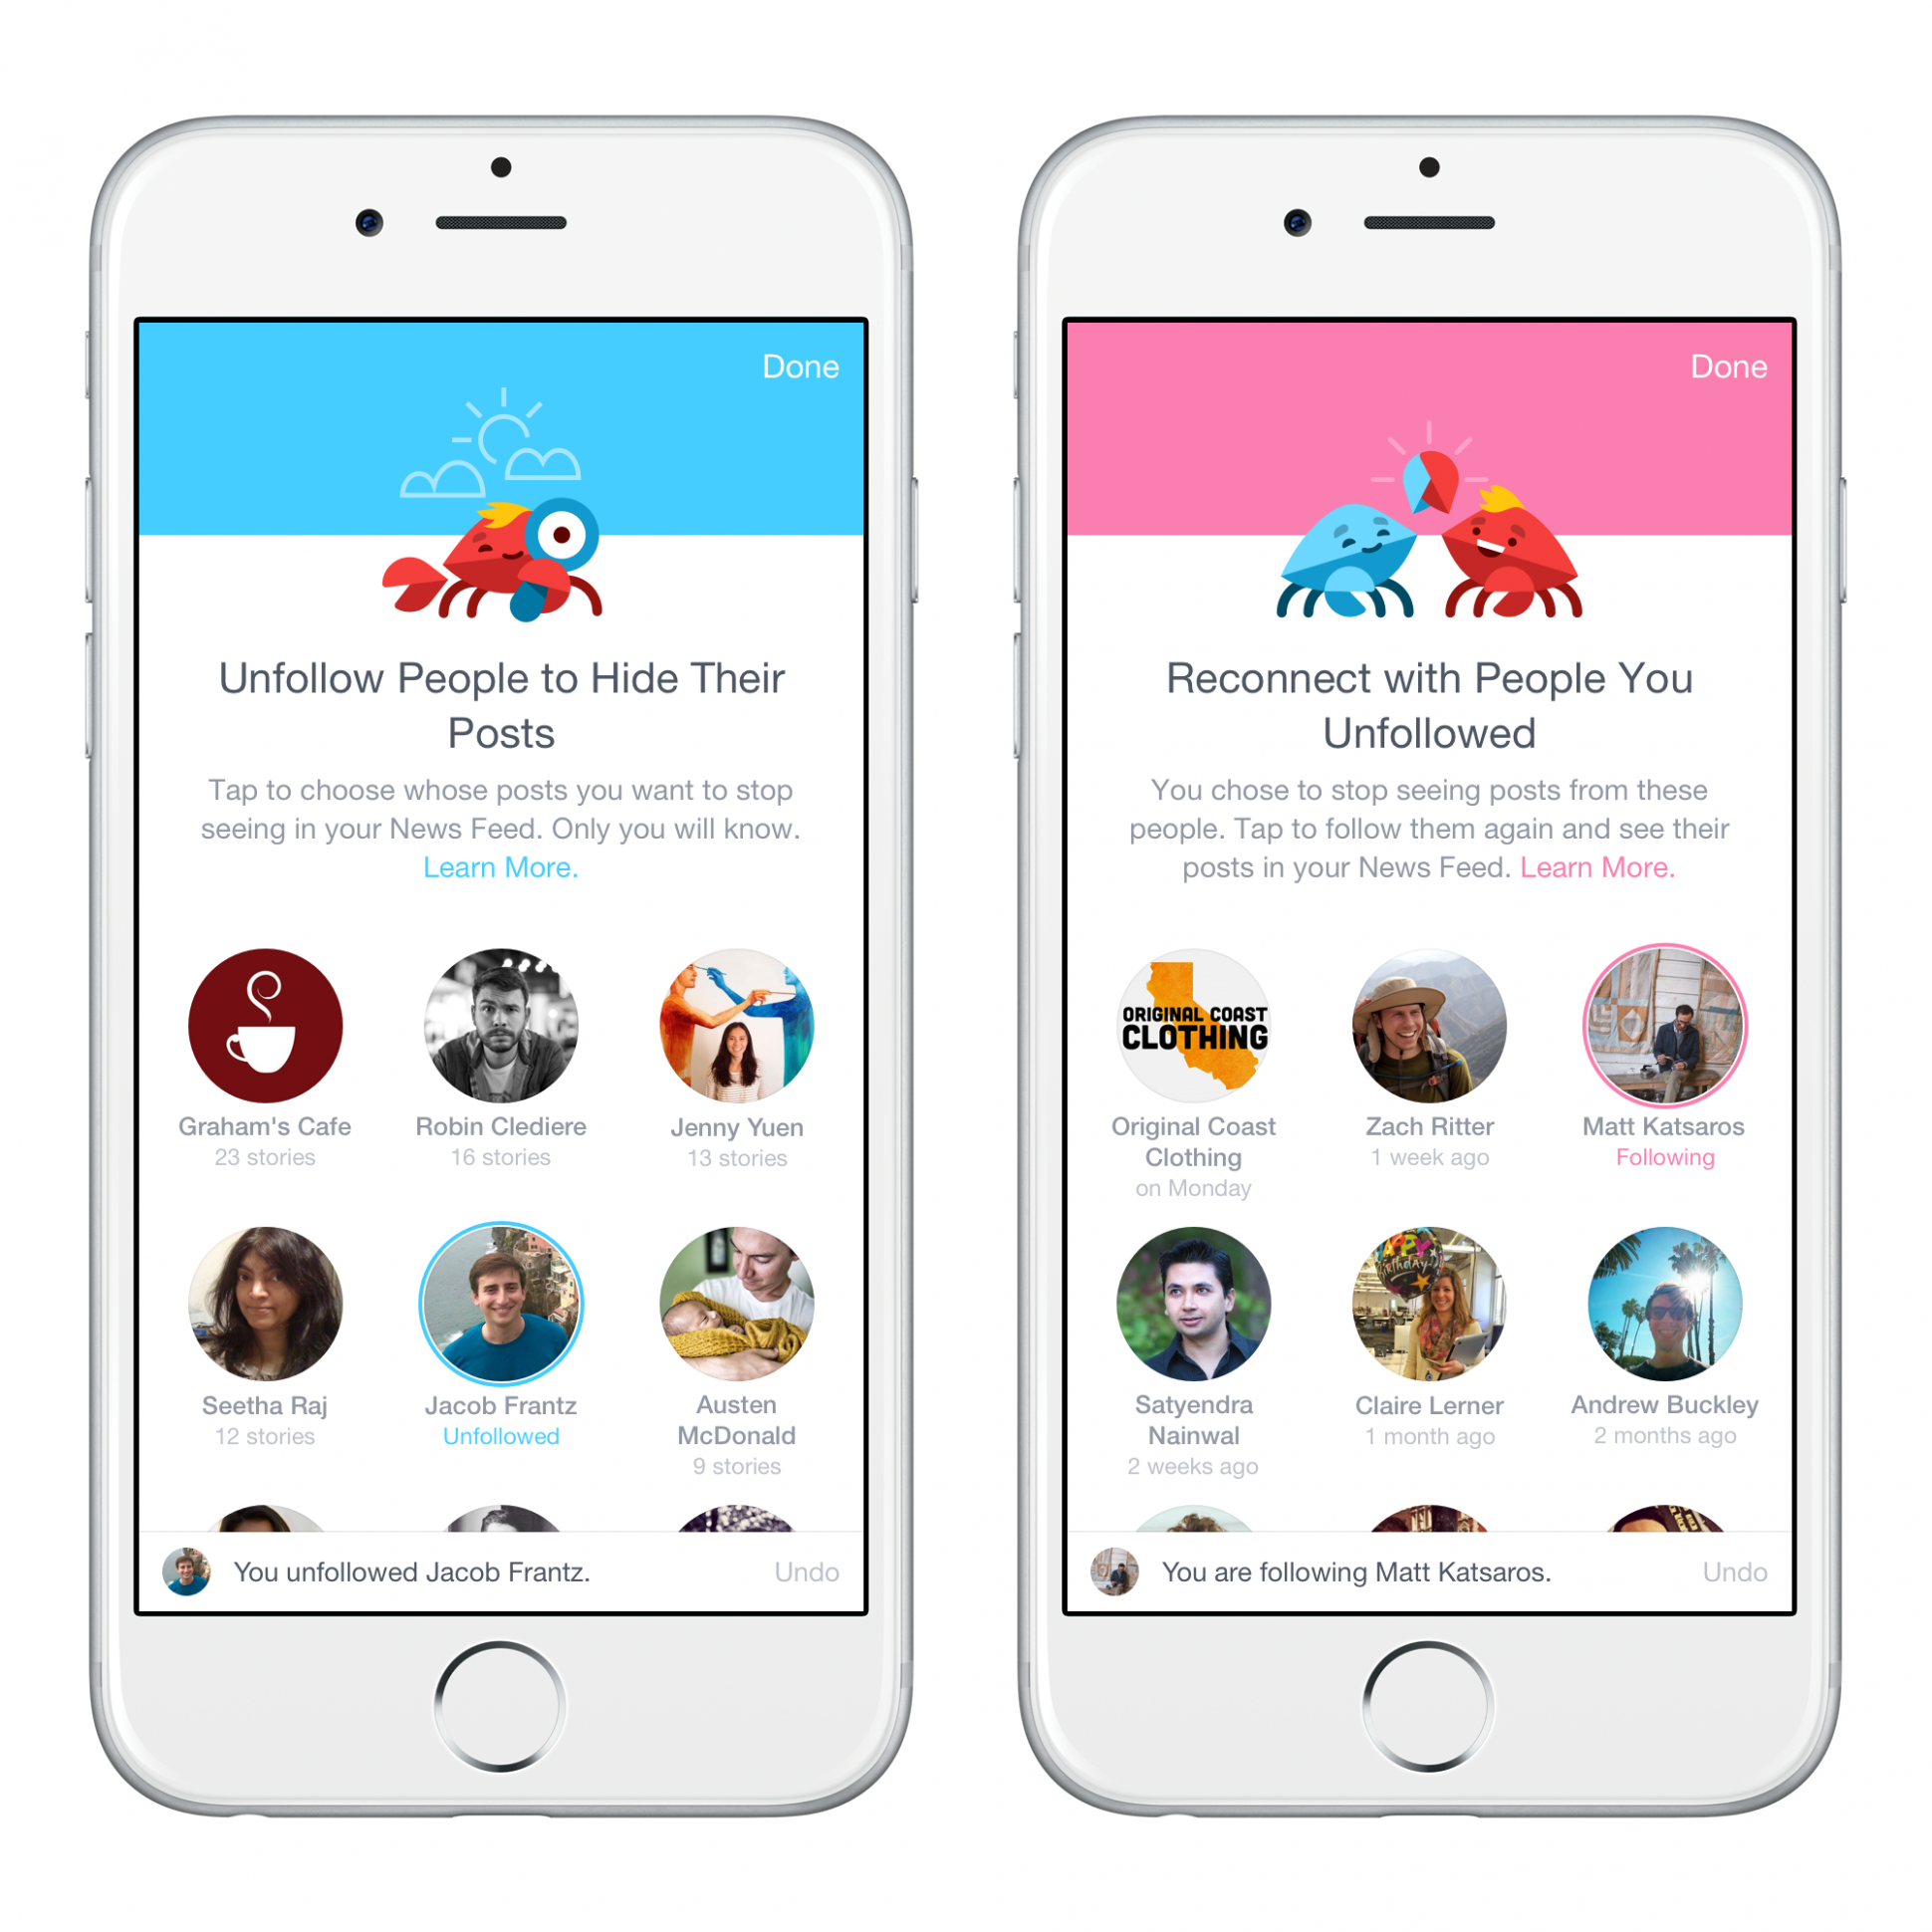 Done
Unfollow People to Hide Their
Posts
Tap to choose whose posts you want to stop
seeing in your News Feed. Only you will know.
Learn More.
Graham's Cafe
23 stories
Robin Clediere
16 stories
Jenny Yuen
13 stories
Seetha Raj
12 stories
Jacob Frantz
Unfollowed
Austen
McDonald
9 stories
You unfollowed Jacob Frantz.
Undo
Done
Reconnect with People You
Unfollowed
You chose to stop seeing posts from these
people. Tap to follow them again and see their
posts in your News Feed. Learn More.
ORIGINAL COAST
CLOTHING
Original Coast
Clothing
on Monday
Zach Ritter
1 week ago
Matt Katsaros
Following
Satyendra
Nainwal
2 weeks ago
APPY
Birthday
Claire Lerner
1 month ago
Andrew Buckley
2 months ago
You are following Matt Katsaros.
Undo